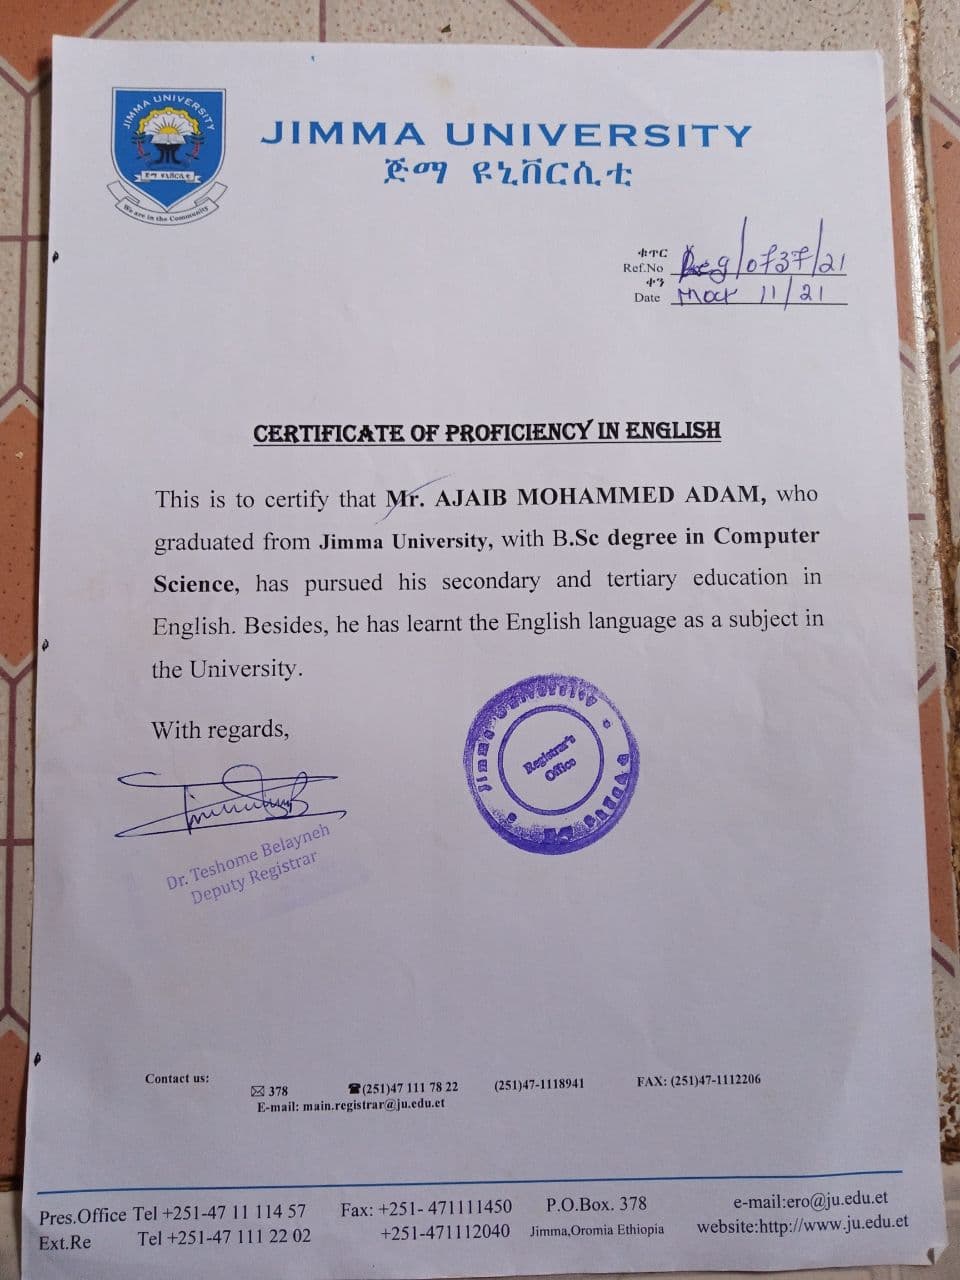 JIMMA UNIVERSITY
ጅማ ዩኒቨርሲቲ
JIMMA UNIVERSITY
ጅማ ዩኒቨርሲቲ
We are in the Community
ቁጥር
Ref.No Reg/0737/21
ቀን
Date Mar 11/21
CERTIFICATE OF PROFICIENCY IN ENGLISH
This is to certify that Mr. AJAIB MOHAMMED ADAM, who
graduated from Jimma University, with B.Sc degree in Computer
Science, has pursued his secondary and tertiary education in
English. Besides, he has learnt the English language as a subject in
the University.
With regards,
Jimma University
Registrar's
Office
Dr. Teshome Belayneh
Deputy Registrar
Contact us:
378 (251)47 111 78 22 (251)47-1118941 FAX: (251)47-1112206
E-mail: main.registrar@ju.edu.et
Pres.Office Tel +251-47 11 114 57 Fax: +251- 471111450 P.O.Box. 378 e-mail:ero@ju.edu.et
Ext.Re Tel +251-47 111 22 02 +251-471112040 Jimma,Oromia Ethiopia website:http://www.ju.edu.et